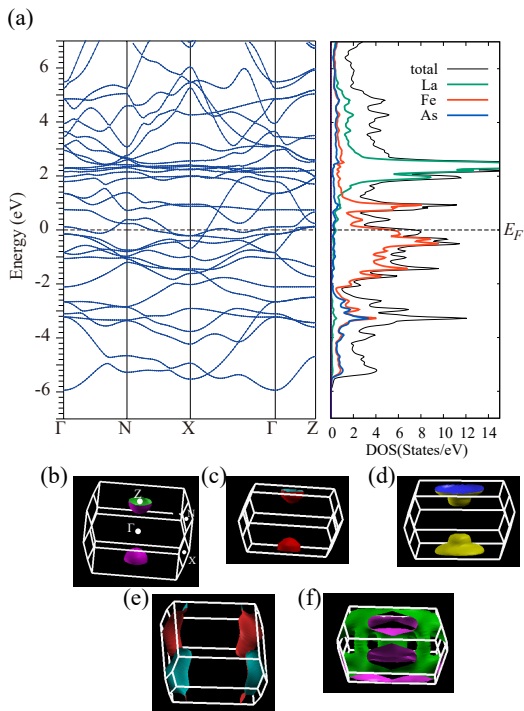 (a)
6
4
2
0
-2
-4
-6
Energy (eV)
Γ N X Γ Z
total
La
Fe
As
E_F
0 2 4 6 8 10 12 14
DOS(States/eV)
(b) (c) (d)
Z
Γ
X
(e) (f)